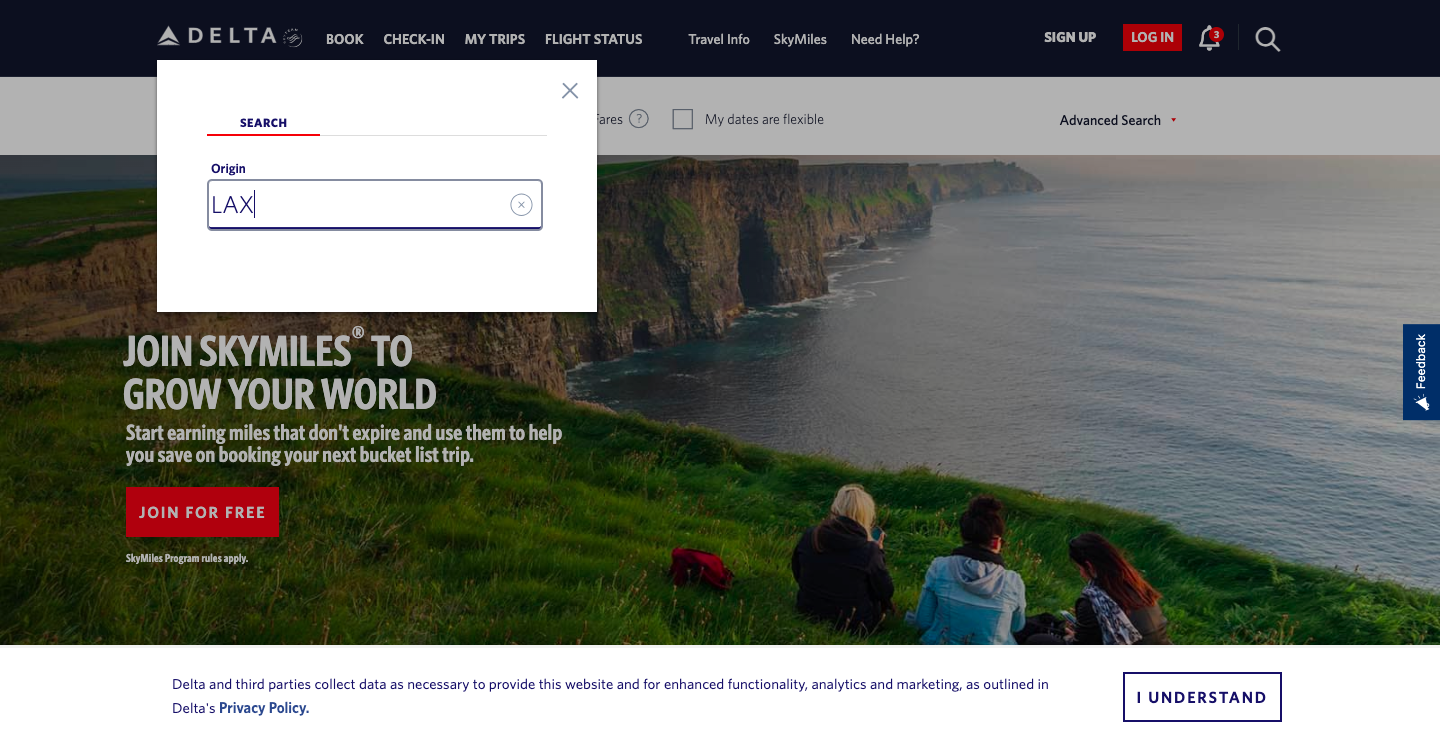 DELTA
BOOK
CHECK-IN
MY TRIPS
FLIGHT STATUS
Travel Info
SkyMiles
Need Help?
SIGN UP
LOG IN
3
SEARCH
Origin
LAX
Fares
?
My dates are flexible
Advanced Search
JOIN SKYMILES® TO
GROW YOUR WORLD
Start earning miles that don't expire and use them to help
you save on booking your next bucket list trip.
JOIN FOR FREE
SkyMiles Program rules apply.
Feedback
Delta and third parties collect data as necessary to provide this website and for enhanced functionality, analytics and marketing, as outlined in
Delta's Privacy Policy.
I UNDERSTAND